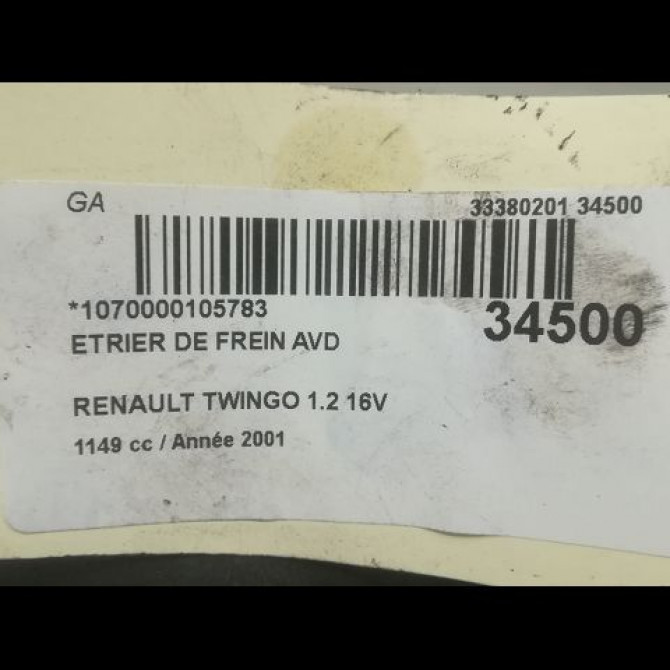 GA 33380201 34500
*1070000105783 34500
ETRIER DE FREIN AVD
RENAULT TWINGO 1.2 16V
1149 cc / Année 2001